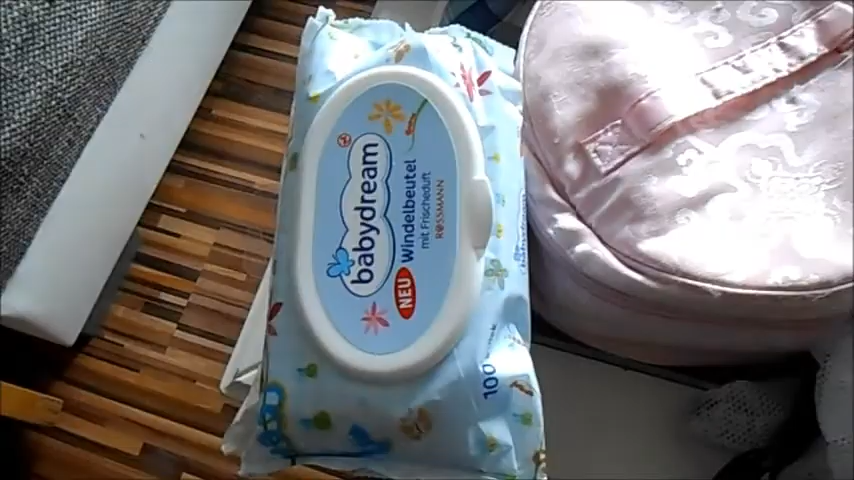 babydream
Windelbeutel
mit Frischeduft
ROSSMANN
NEU
100